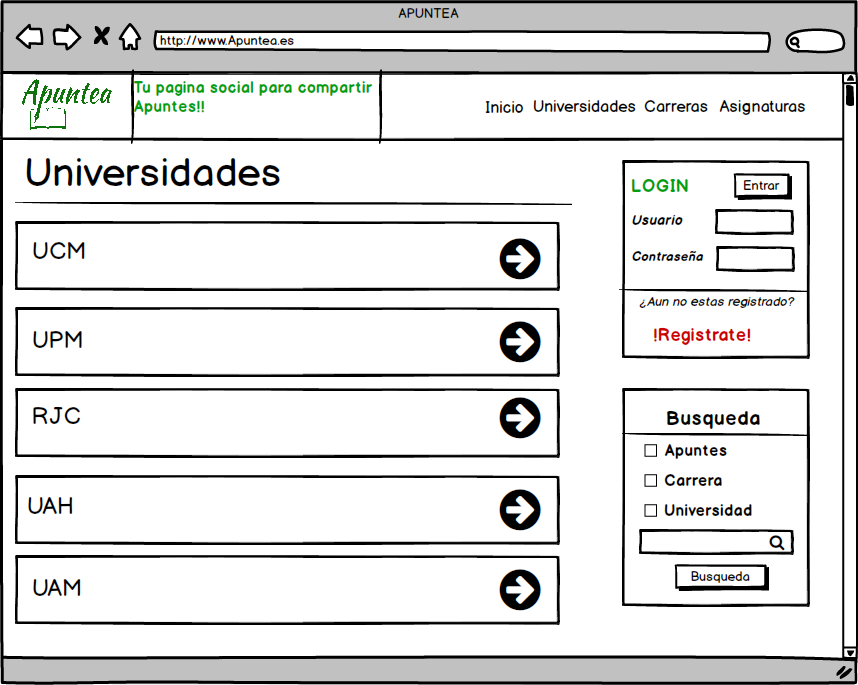 APUNTEA
http://www.Apuntea.es
Apuntea
Tu pagina social para compartir
Apuntes!!
Inicio Universidades Carreras Asignaturas
Universidades
UCM
UPM
RJC
UAH
UAM
LOGIN
Entrar
Usuario
Contraseña
¿Aun no estas registrado?
!Registrate!
Busqueda
Apuntes
Carrera
Universidad
Busqueda